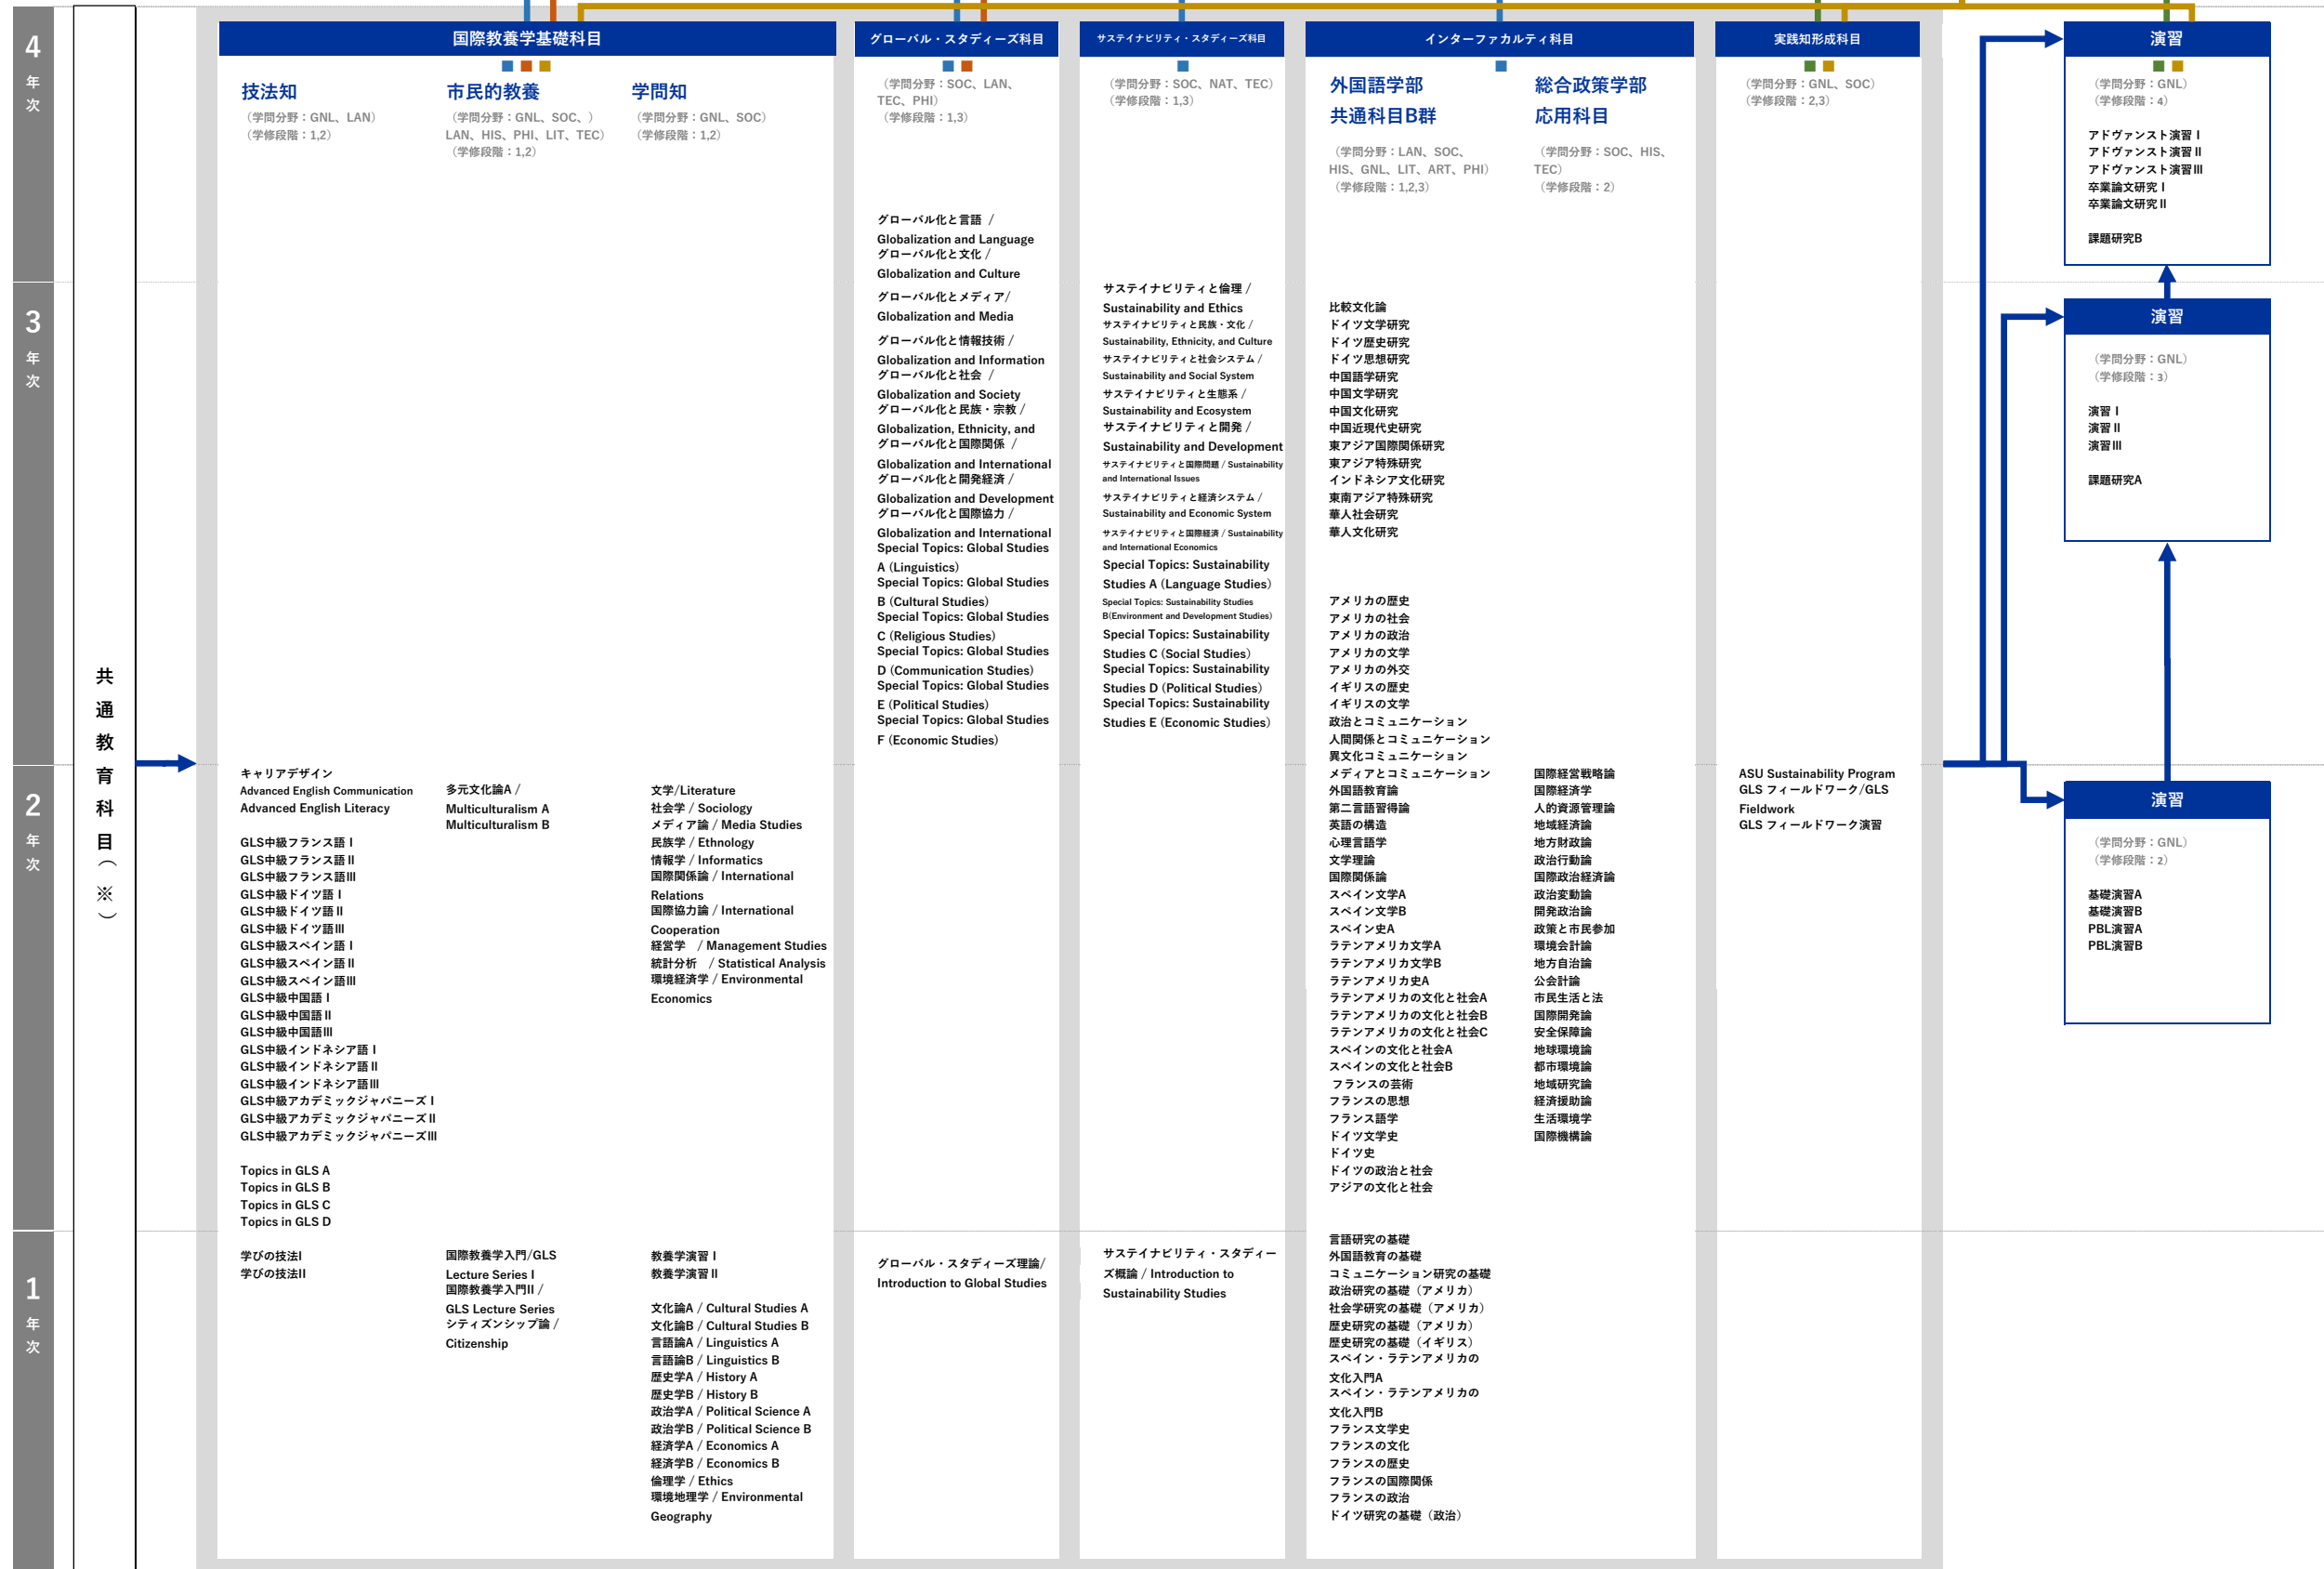 4
年
次
3
年
次
2
年
次
1
年
次
共
通
教
育
科
目
（
※
）
国際教養学基礎科目
技法知
（学問分野：GNL、LAN）
（学修段階：1,2）
市民的教養
（学問分野：GNL、SOC、）
LAN、HIS、PHI、LIT、TEC）
（学修段階：1,2）
学問知
（学問分野：GNL、SOC）
（学修段階：1,2）
キャリアデザイン
Advanced English Communication
Advanced English Literacy
GLS中級フランス語Ⅰ
GLS中級フランス語Ⅱ
GLS中級フランス語Ⅲ
GLS中級ドイツ語Ⅰ
GLS中級ドイツ語Ⅱ
GLS中級ドイツ語Ⅲ
GLS中級スペイン語Ⅰ
GLS中級スペイン語Ⅱ
GLS中級スペイン語Ⅲ
GLS中級中国語Ⅰ
GLS中級中国語Ⅱ
GLS中級中国語Ⅲ
GLS中級インドネシア語Ⅰ
GLS中級インドネシア語Ⅱ
GLS中級インドネシア語Ⅲ
GLS中級アカデミックジャパニーズⅠ
GLS中級アカデミックジャパニーズⅡ
GLS中級アカデミックジャパニーズⅢ
Topics in GLS A
Topics in GLS B
Topics in GLS C
Topics in GLS D
学びの技法I
学びの技法II
多元文化論A /
Multiculturalism A
Multiculturalism B
国際教養学入門/GLS
Lecture Series I
国際教養学入門II /
GLS Lecture Series
シティズンシップ論 /
Citizenship
文学/Literature
社会学 / Sociology
メディア論 / Media Studies
民族学 / Ethnology
情報学 / Informatics
国際関係論 / International
Relations
国際協力論 / International
Cooperation
経営学　/ Management Studies
統計分析　/ Statistical Analysis
環境経済学 / Environmental
Economics
教養学演習Ⅰ
教養学演習Ⅱ
文化論A / Cultural Studies A
文化論B / Cultural Studies B
言語論A / Linguistics A
言語論B / Linguistics B
歴史学A / History A
歴史学B / History B
政治学A / Political Science A
政治学B / Political Science B
経済学A / Economics A
経済学B / Economics B
倫理学 / Ethics
環境地理学 / Environmental
Geography
グローバル・スタディーズ科目
（学問分野：SOC、LAN、
TEC、PHI）
（学修段階：1,3）
グローバル化と言語 /
Globalization and Language
グローバル化と文化 /
Globalization and Culture
グローバル化とメディア/
Globalization and Media
グローバル化と情報技術 /
Globalization and Information
グローバル化と社会 /
Globalization and Society
グローバル化と民族・宗教 /
Globalization, Ethnicity, and
グローバル化と国際関係 /
Globalization and International
グローバル化と開発経済 /
Globalization and Development
グローバル化と国際協力 /
Globalization and International
Special Topics: Global Studies
A (Linguistics)
Special Topics: Global Studies
B (Cultural Studies)
Special Topics: Global Studies
C (Religious Studies)
Special Topics: Global Studies
D (Communication Studies)
Special Topics: Global Studies
E (Political Studies)
Special Topics: Global Studies
F (Economic Studies)
グローバル・スタディーズ理論/
Introduction to Global Studies
サステイナビリティ・スタディーズ科目
（学問分野：SOC、NAT、TEC）
（学修段階：1,3）
サステイナビリティと倫理 /
Sustainability and Ethics
サステイナビリティと民族・文化 /
Sustainability, Ethnicity, and Culture
サステイナビリティと社会システム /
Sustainability and Social System
サステイナビリティと生態系 /
Sustainability and Ecosystem
サステイナビリティと開発 /
Sustainability and Development
サステイナビリティと国際問題 / Sustainability
and International Issues
サステイナビリティと経済システム /
Sustainability and Economic System
サステイナビリティと国際経済 / Sustainability
and International Economics
Special Topics: Sustainability
Studies A (Language Studies)
Special Topics: Sustainability Studies
B(Environment and Development Studies)
Special Topics: Sustainability
Studies C (Social Studies)
Special Topics: Sustainability
Studies D (Political Studies)
Special Topics: Sustainability
Studies E (Economic Studies)
サステイナビリティ・スタディー
ズ概論 / Introduction to
Sustainability Studies
インターファカルティ科目
外国語学部
共通科目B群
（学問分野：LAN、SOC、
HIS、GNL、LIT、ART、PHI）
（学修段階：1,2,3）
比較文化論
ドイツ文学研究
ドイツ歴史研究
ドイツ思想研究
中国語学研究
中国文学研究
中国文化研究
中国近現代史研究
東アジア国際関係研究
東アジア特殊研究
インドネシア文化研究
東南アジア特殊研究
華人社会研究
華人文化研究
アメリカの歴史
アメリカの社会
アメリカの政治
アメリカの文学
アメリカの外交
イギリスの歴史
イギリスの文学
政治とコミュニケーション
人間関係とコミュニケーション
異文化コミュニケーション
メディアとコミュニケーション
外国語教育論
第二言語習得論
英語の構造
心理言語学
文学理論
国際関係論
スペイン文学A
スペイン文学B
スペイン史A
ラテンアメリカ文学A
ラテンアメリカ文学B
ラテンアメリカ史A
ラテンアメリカの文化と社会A
ラテンアメリカの文化と社会B
ラテンアメリカの文化と社会C
スペインの文化と社会A
スペインの文化と社会B
フランスの芸術
フランスの思想
フランス語学
ドイツ文学史
ドイツ史
ドイツの政治と社会
アジアの文化と社会
言語研究の基礎
外国語教育の基礎
コミュニケーション研究の基礎
政治研究の基礎（アメリカ）
社会学研究の基礎（アメリカ）
歴史研究の基礎（アメリカ）
歴史研究の基礎（イギリス）
スペイン・ラテンアメリカの
文化入門A
スペイン・ラテンアメリカの
文化入門B
フランス文学史
フランスの文化
フランスの歴史
フランスの国際関係
フランスの政治
ドイツ研究の基礎（政治）
総合政策学部
応用科目
（学問分野：SOC、HIS、
TEC）
（学修段階：2）
国際経営戦略論
国際経済学
人的資源管理論
地域経済論
地方財政論
政治行動論
国際政治経済論
政治変動論
開発政治論
政策と市民参加
環境会計論
地方自治論
公会計論
市民生活と法
国際開発論
安全保障論
地球環境論
都市環境論
地域研究論
経済援助論
生活環境学
国際機構論
実践知形成科目
（学問分野：GNL、SOC）
（学修段階：2,3）
ASU Sustainability Program
GLS フィールドワーク/GLS
Fieldwork
GLS フィールドワーク演習
演習
（学問分野：GNL）
（学修段階：4）
アドヴァンスト演習Ⅰ
アドヴァンスト演習Ⅱ
アドヴァンスト演習Ⅲ
卒業論文研究Ⅰ
卒業論文研究Ⅱ
課題研究B
演習
（学問分野：GNL）
（学修段階：3）
演習Ⅰ
演習Ⅱ
演習Ⅲ
課題研究A
演習
（学問分野：GNL）
（学修段階：2）
基礎演習A
基礎演習B
PBL演習A
PBL演習B